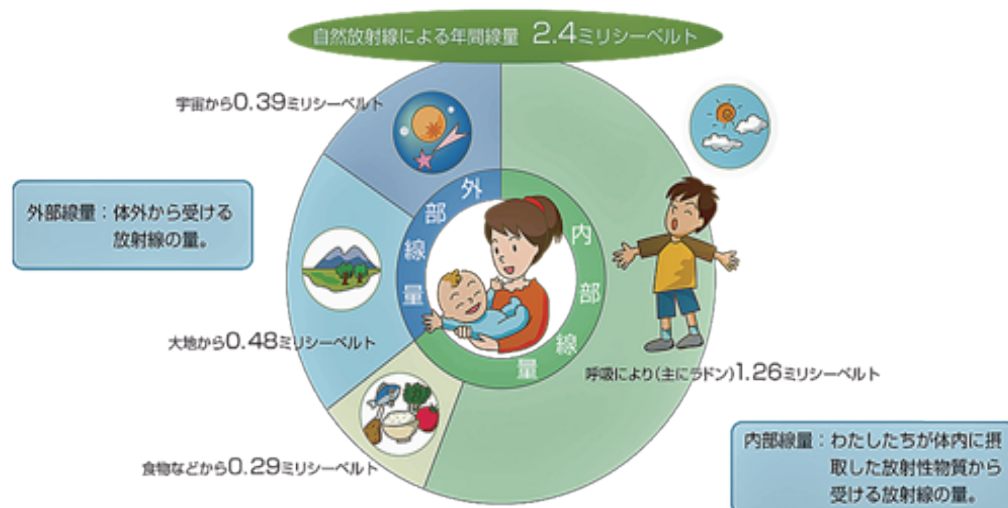 自然放射線による年間線量 2.4ミリシーベルト
宇宙から0.39ミリシーベルト
外部線量
内部線量
外部線量：体外から受ける
放射線の量。
大地から0.48ミリシーベルト
呼吸により(主にラドン)1.26ミリシーベルト
食物などから0.29ミリシーベルト
内部線量：わたしたちが体内に摂
取した放射性物質から
受ける放射線の量。